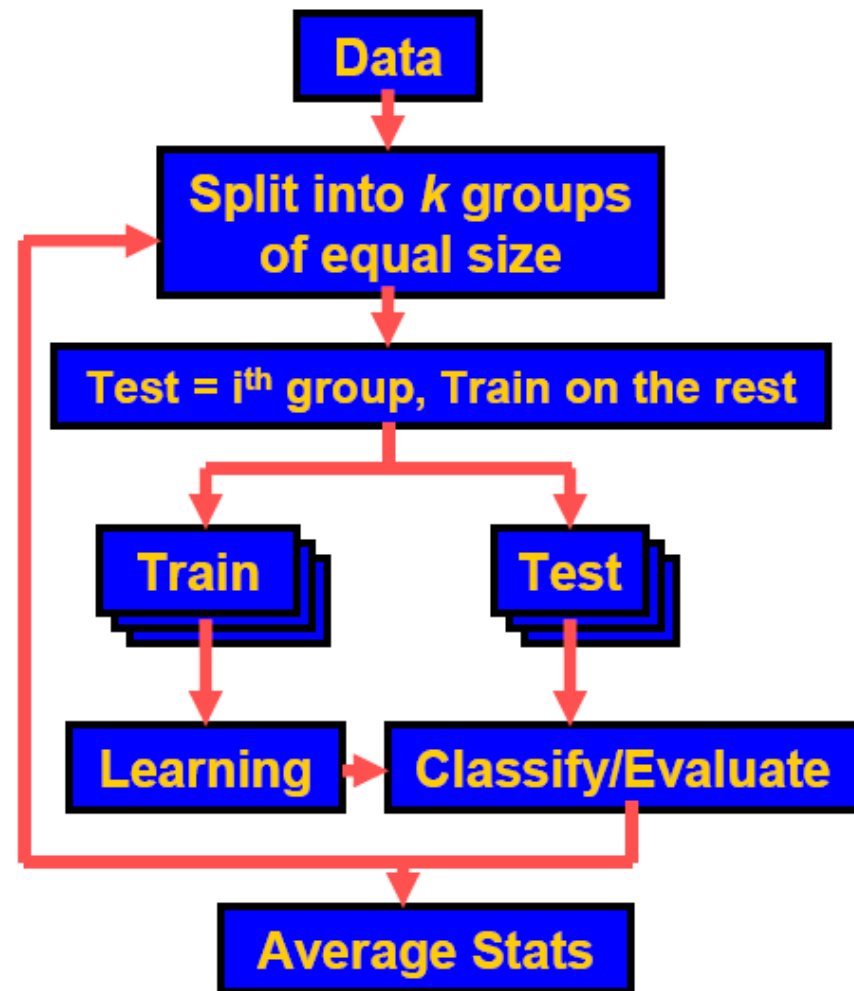 Data
Split into k groups
of equal size
Test = iᵗʰ group, Train on the rest
Train
Test
Learning
Classify/Evaluate
Average Stats